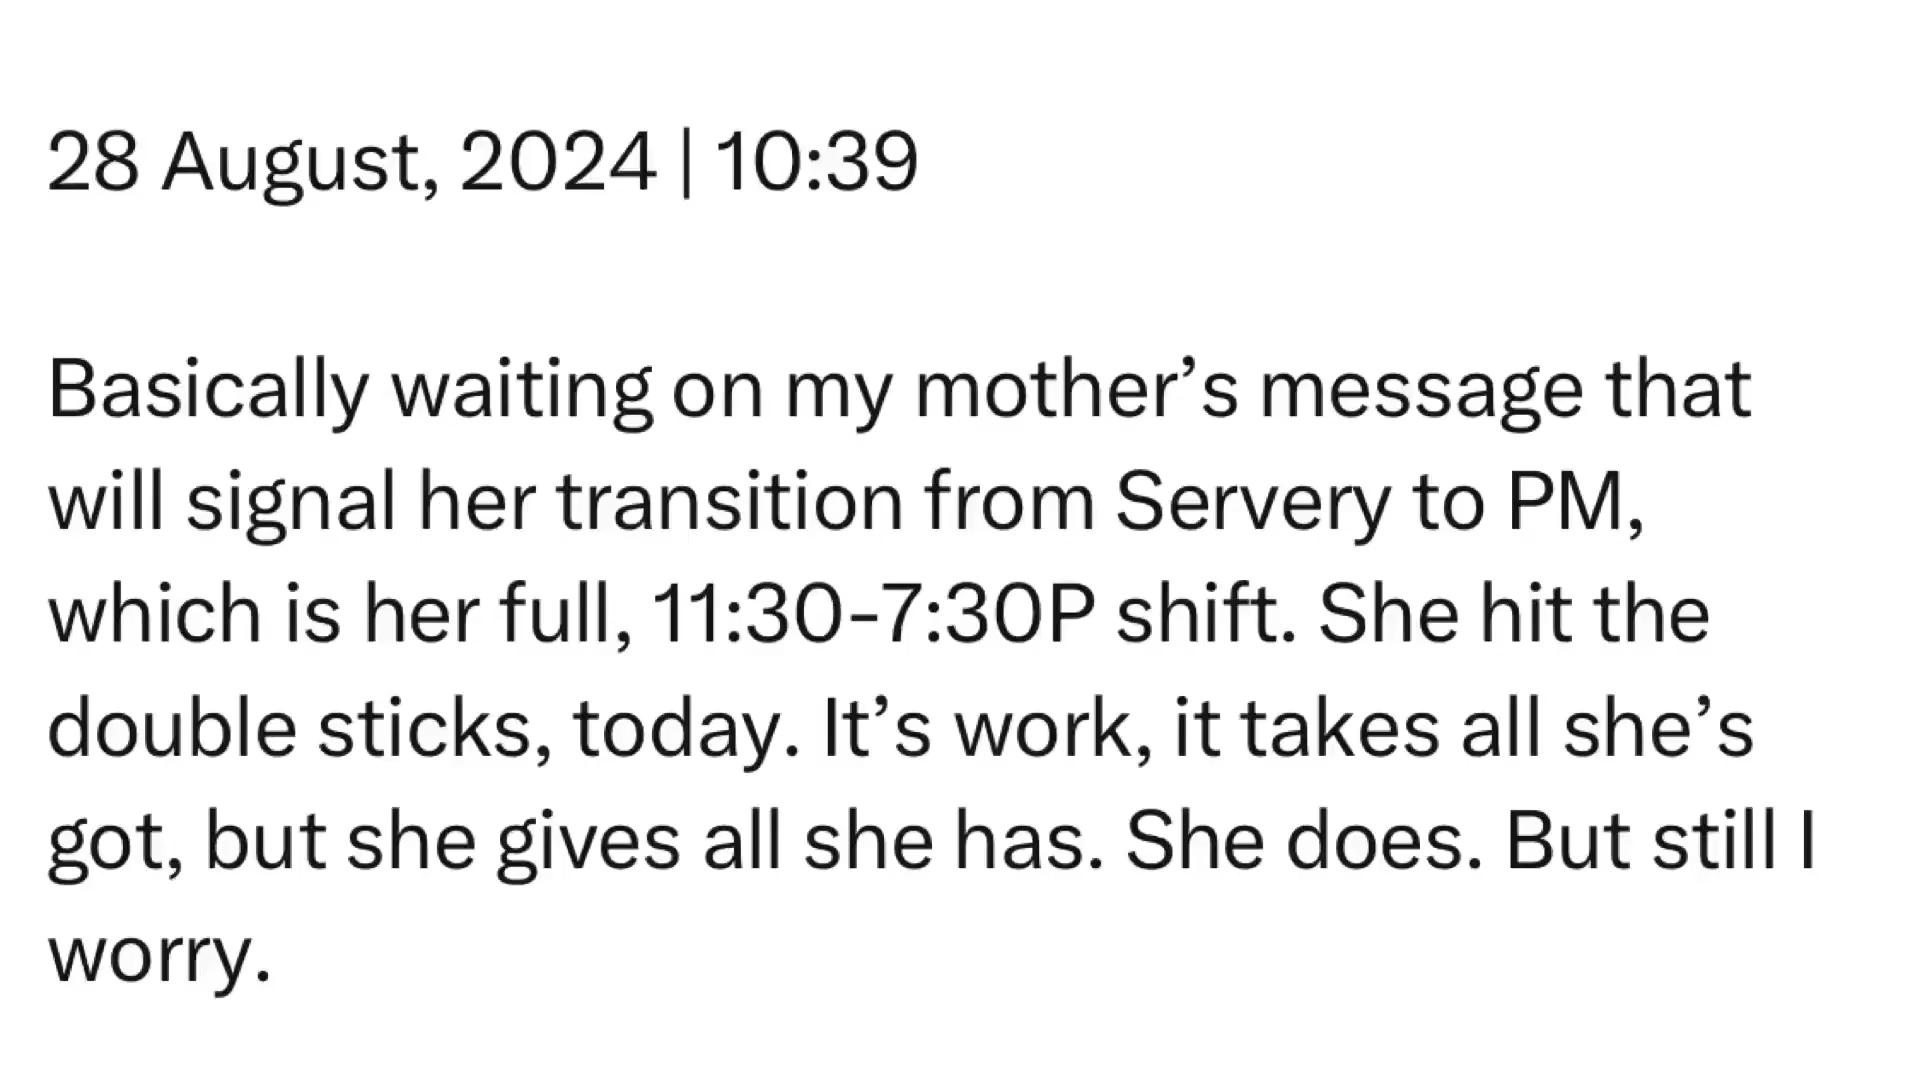 28 August, 2024 | 10:39
Basically waiting on my mother’s message that
will signal her transition from Servery to PM,
which is her full, 11:30-7:30P shift. She hit the
double sticks, today. It’s work, it takes all she’s
got, but she gives all she has. She does. But still I
worry.